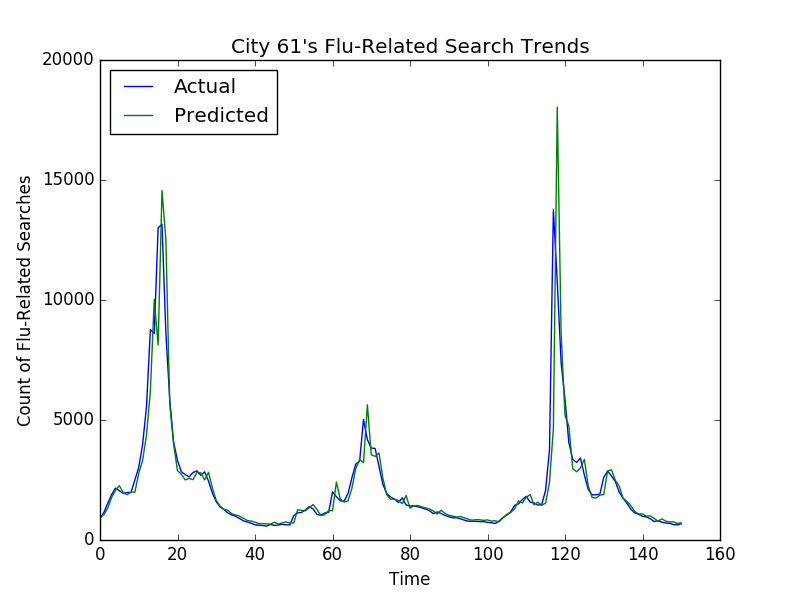 City 61's Flu-Related Search Trends
20000
Actual
Predicted
15000
10000
5000
0
Count of Flu-Related Searches
0 20 40 60 80 100 120 140 160
Time